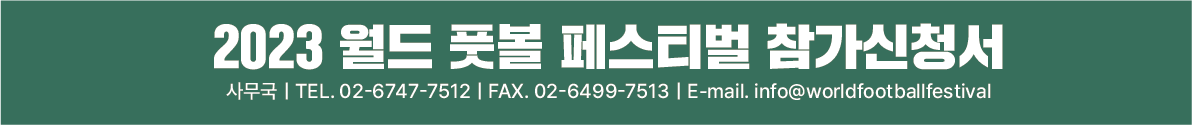 2023 월드 풋볼 페스티벌 참가신청서
사무국 | TEL. 02-6747-7512 | FAX. 02-6499-7513 | E-mail. info@worldfootballfestival